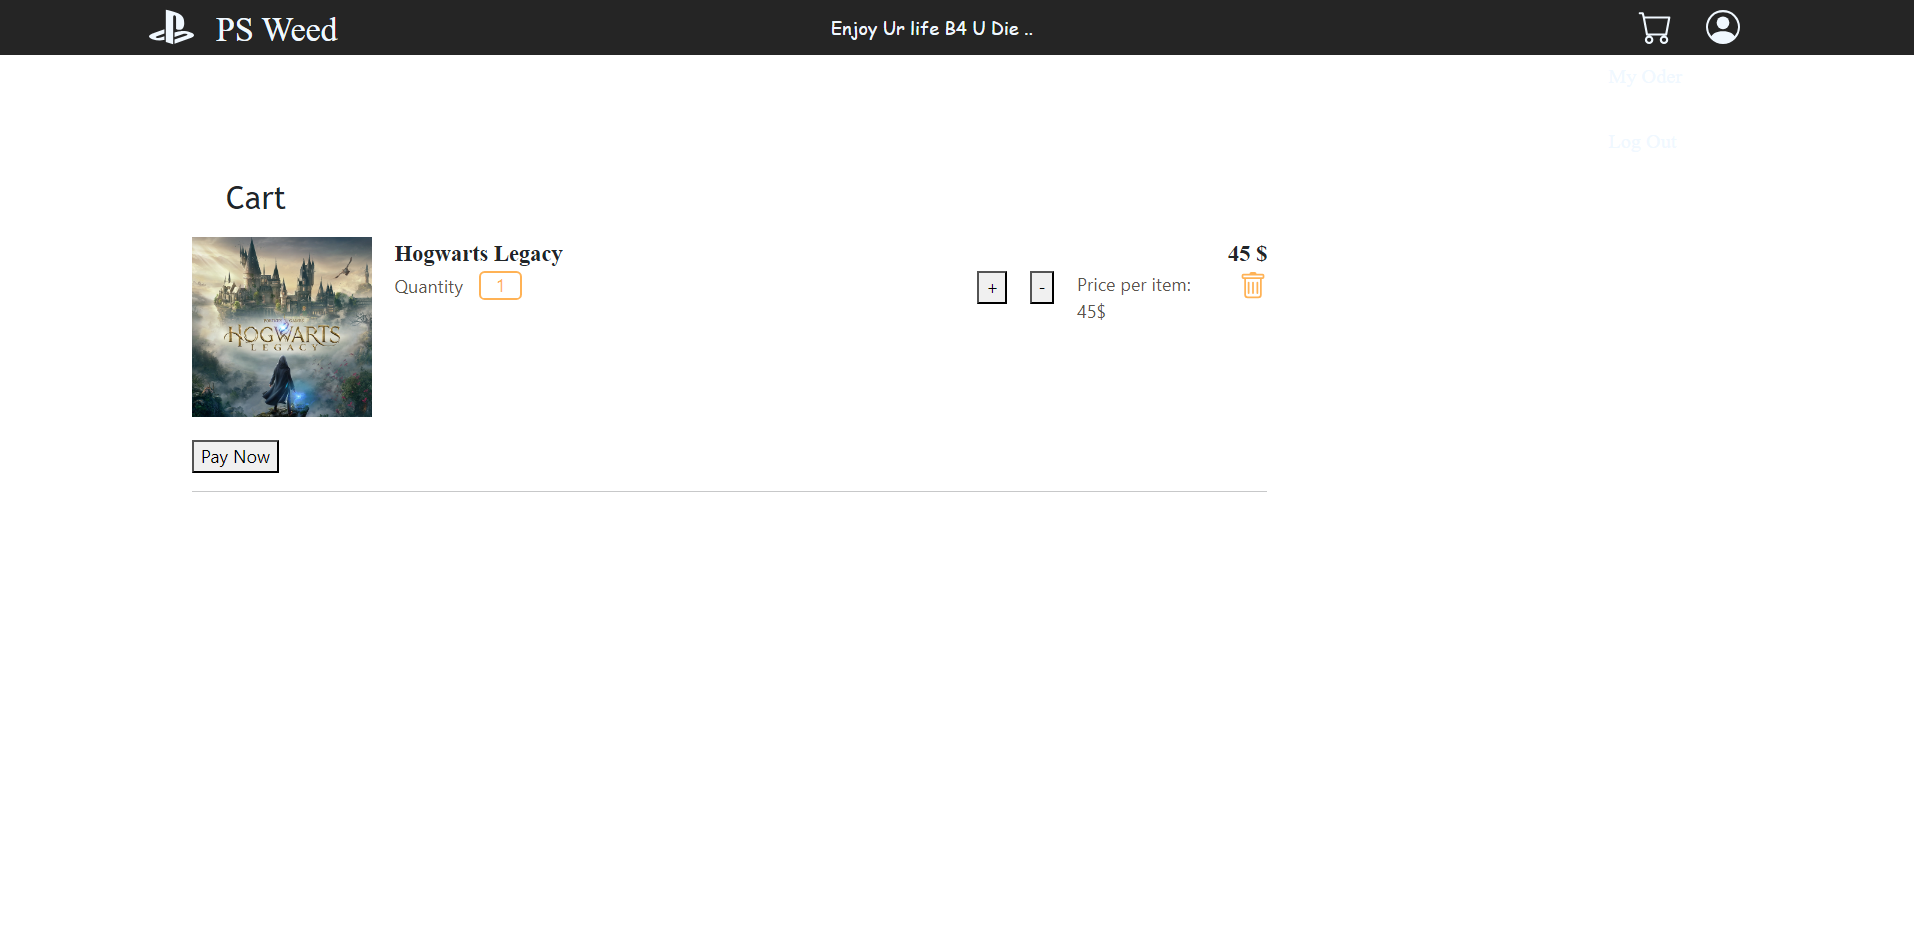 PS Weed
Enjoy Ur life B4 U Die ..
My Oder
Log Out
Cart
Hogwarts Legacy
45 $
Quantity 1
+
-
Price per item:
45$
HOGWARTS
LEGACY
Pay Now